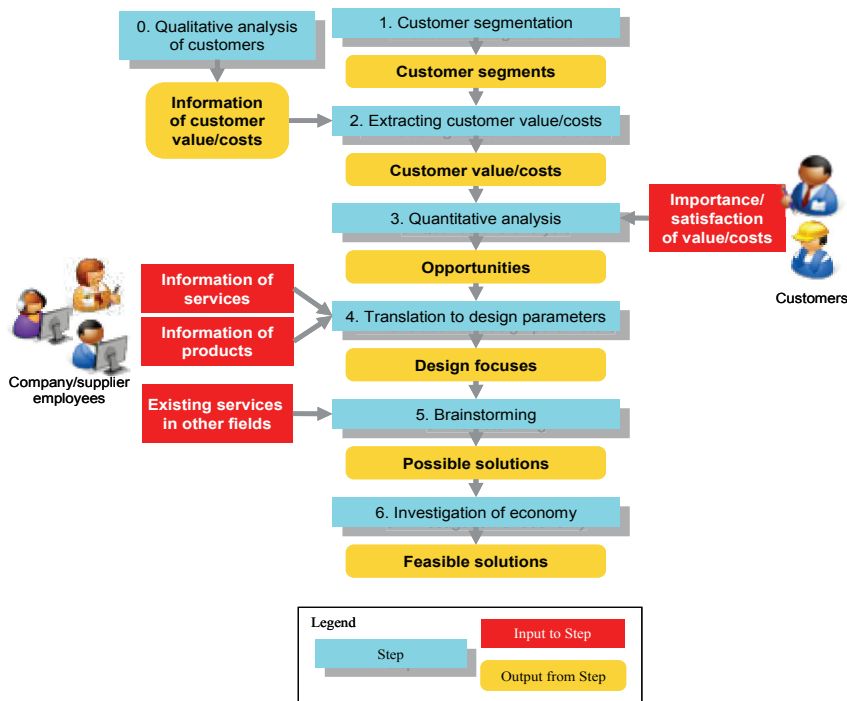 0. Qualitative analysis
of customers
1. Customer segmentation
Customer segments
Information
of customer
value/costs
2. Extracting customer value/costs
Customer value/costs
3. Quantitative analysis
Importance/
satisfaction
of value/costs
Customers
Opportunities
Information of
services
Information of
products
4. Translation to design parameters
Company/supplier
employees
Design focuses
Existing services
in other fields
5. Brainstorming
Possible solutions
6. Investigation of economy
Feasible solutions
Legend
Step
Input to Step
Output from Step